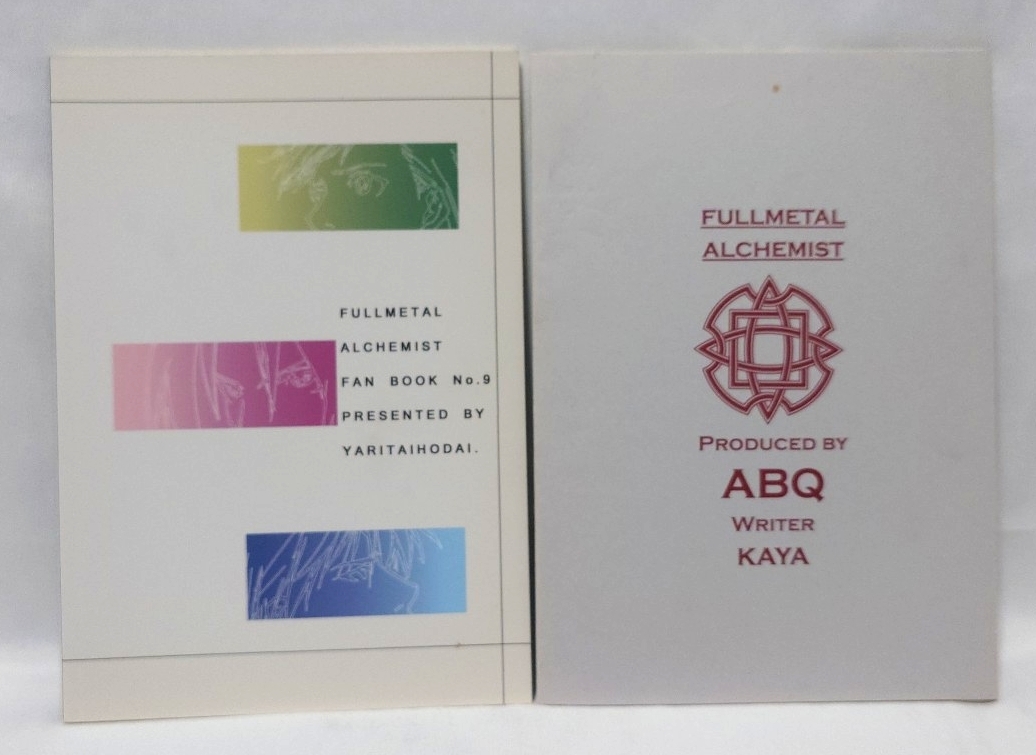 FULLMETAL
ALCHEMIST
FAN BOOK No.9
PRESENTED BY
YARITAIHODAI.
FULLMETAL
ALCHEMIST
PRODUCED BY
ABQ
WRITER
KAYA